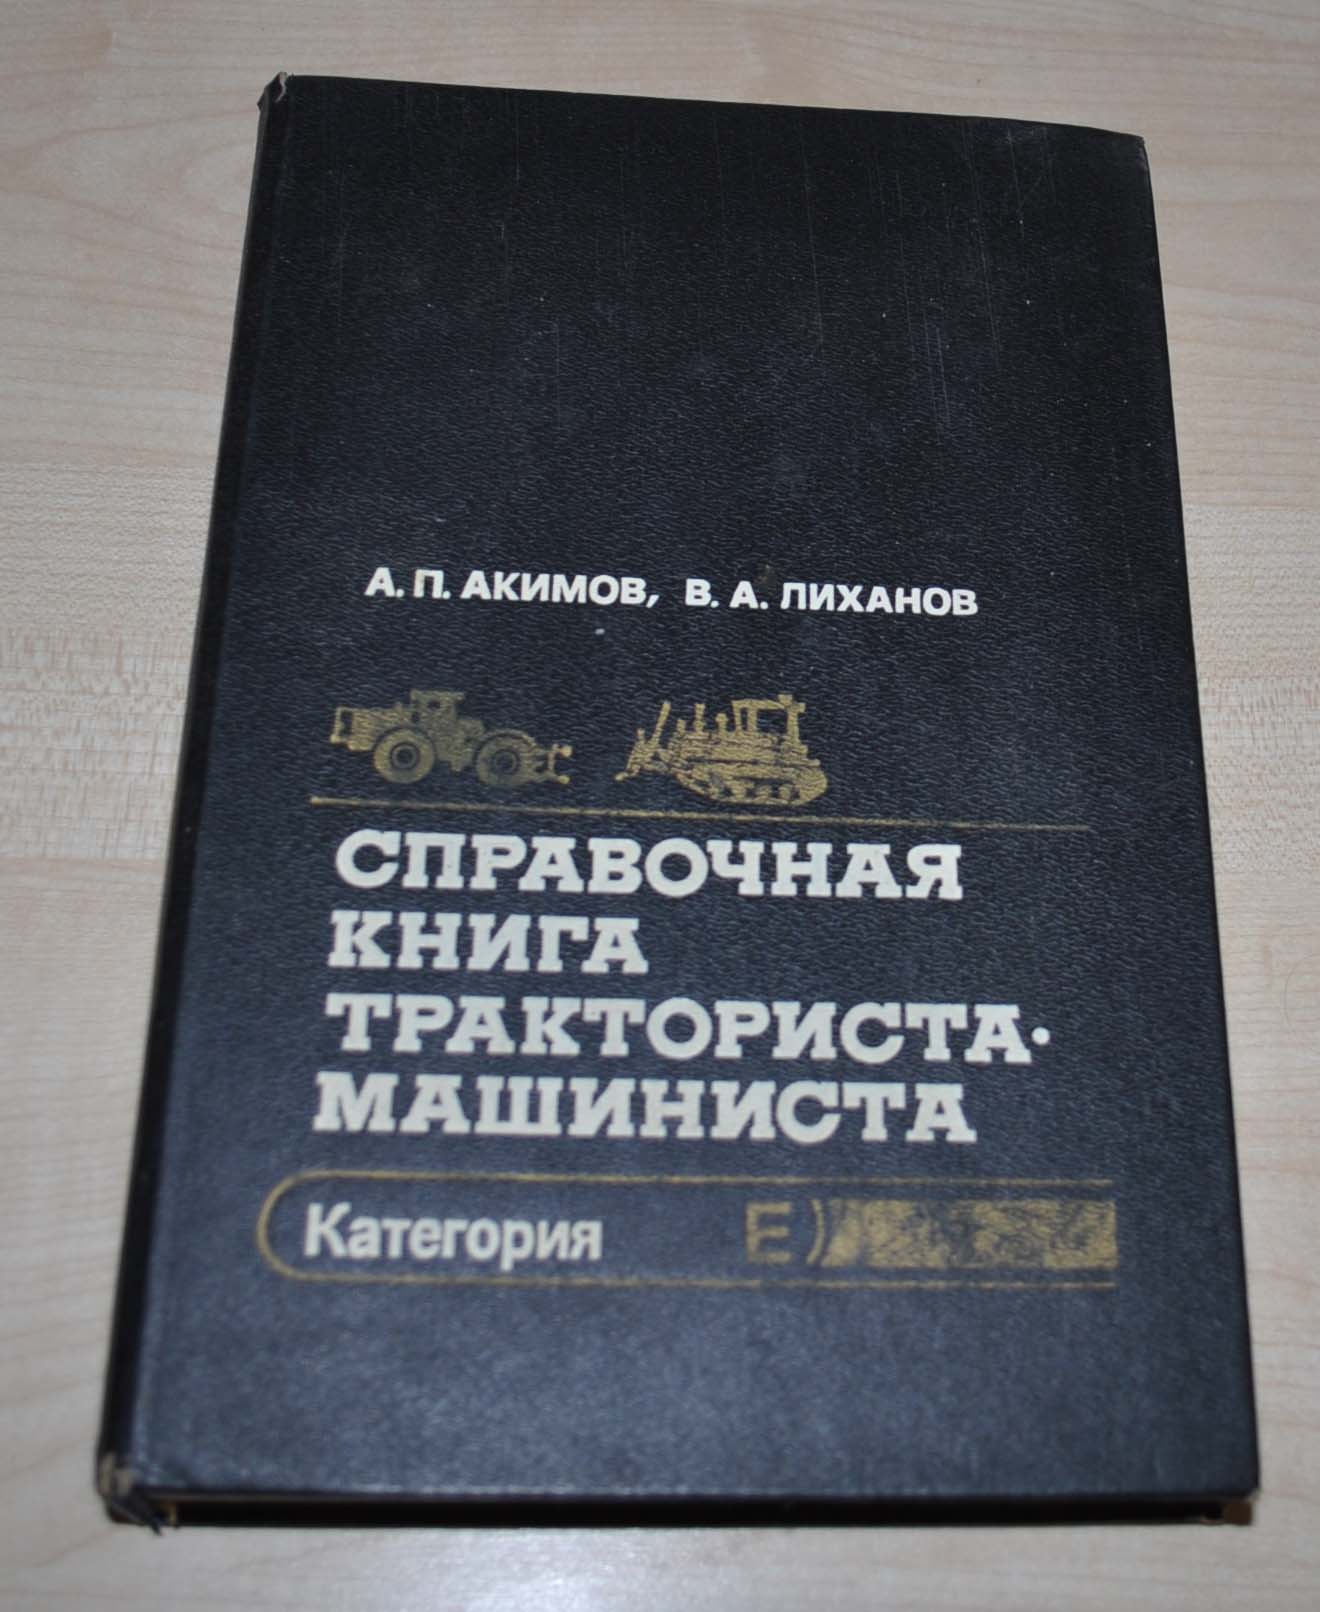 А. П. АКИМОВ, В. А. ЛИХАНОВ
СПРАВОЧНАЯ
КНИГА
ТРАКТОРИСТА-
МАШИНИСТА
Категория Е